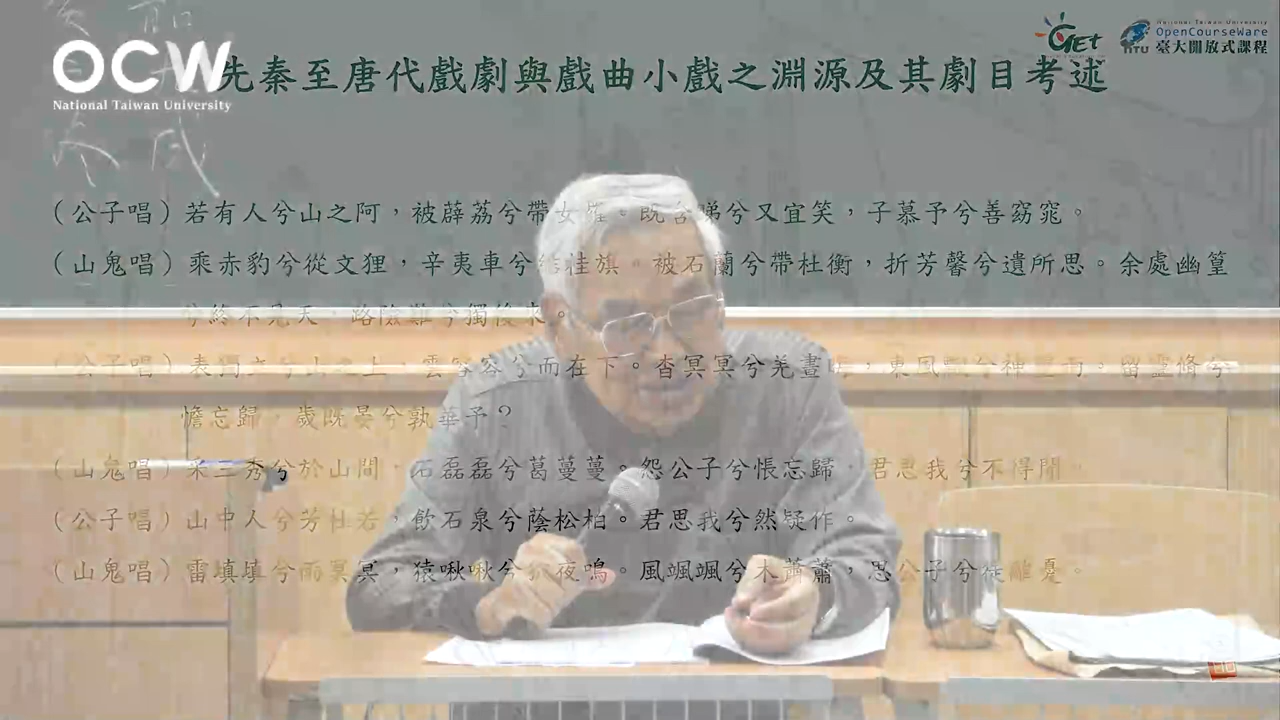 OCW
National Taiwan University
GET
NTU
National Taiwan University
OpenCourseWare
臺大開放式課程
先秦至唐代戲劇與戲曲小戲之淵源及其劇目考述
（公子唱）若有人兮山之阿，被薜荔兮帶女蘿。既含睇兮又宜笑，子慕予兮善窈窕。
（山鬼唱）乘赤豹兮從文狸，辛夷車兮結桂旗。被石蘭兮帶杜衡，折芳馨兮遺所思。余處幽篁
兮終不見天，路險難兮獨後來。
（公子唱）表獨立兮山之上，雲容容兮而在下。杳冥冥兮羌晝晦，東風飄兮神靈雨。留靈脩兮
憺忘歸，歲既晏兮孰華予？
（山鬼唱）采三秀兮於山間，石磊磊兮葛蔓蔓。怨公子兮悵忘歸，君思我兮不得閒。
（公子唱）山中人兮芳杜若，飲石泉兮蔭松柏。君思我兮然疑作。
（山鬼唱）雷填填兮雨冥冥，猿啾啾兮狖夜鳴。風颯颯兮木蕭蕭，思公子兮徒離憂。